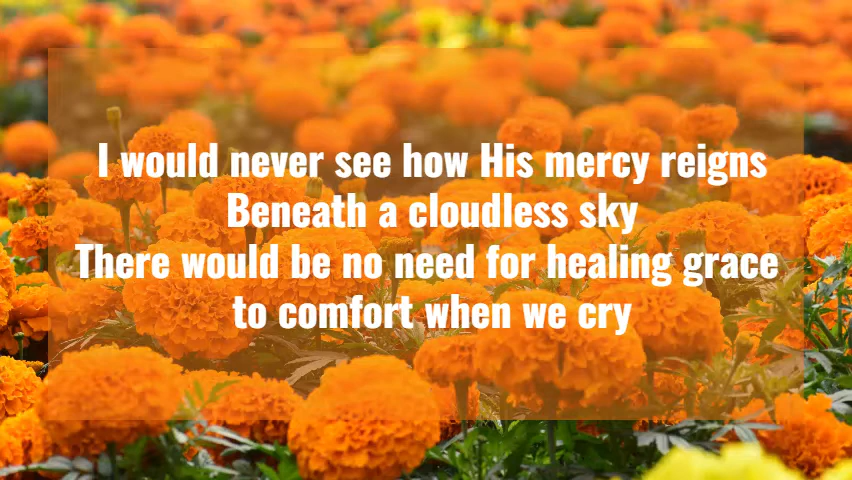 I would never see how His mercy reigns
Beneath a cloudless sky
There would be no need for healing grace
to comfort when we cry